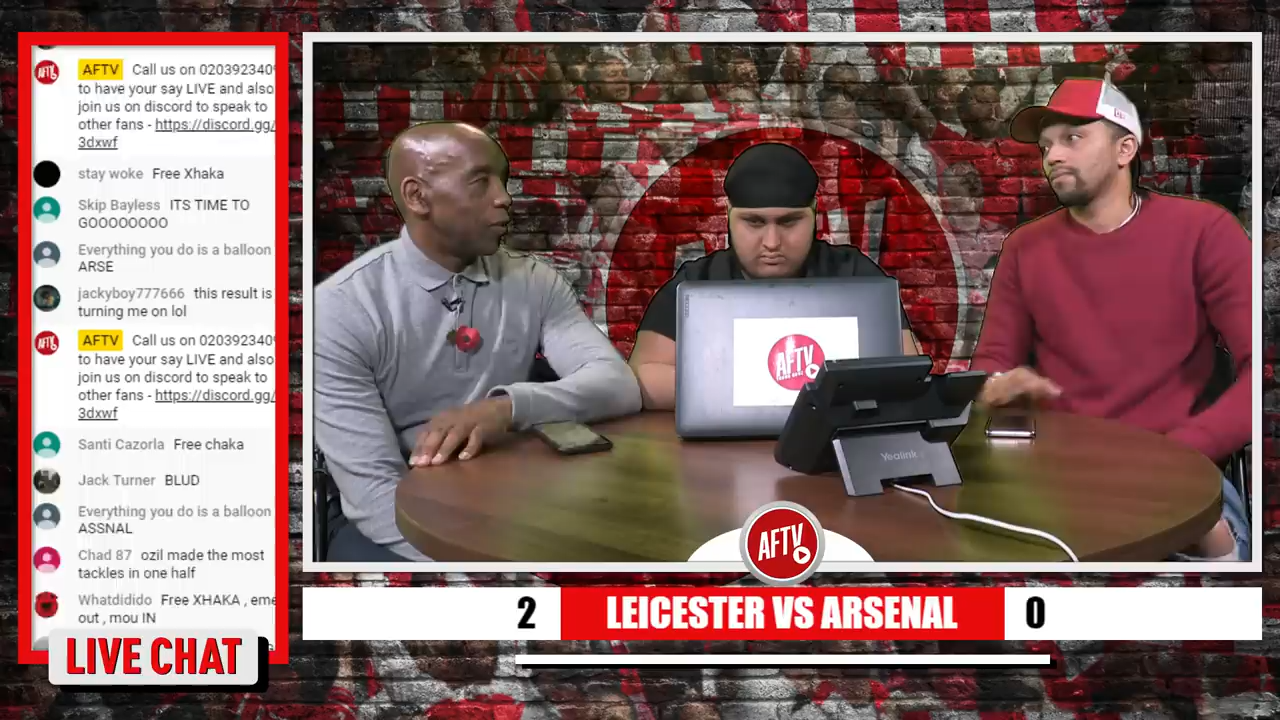 AFTV Call us on 020392340
to have your say LIVE and also
join us on discord to speak to
other fans - https://discord.gg/
3dxwf
stay woke Free Xhaka
Skip Bayless ITS TIME TO
GOOOOOOOO
Everything you do is a balloon
ARSE
jackyboy777666 this result is
turning me on lol
AFTV Call us on 020392340
to have your say LIVE and also
join us on discord to speak to
other fans - https://discord.gg/
3dxwf
Santi Cazorla Free chaka
Jack Turner BLUD
Everything you do is a balloon
ASSNAL
Chad 87 ozil made the most
tackles in one half
Whatdidido Free XHAKA , eme
out , mou IN
LIVE CHAT
AFTV
Yealink
AFTV
2 LEICESTER VS ARSENAL 0